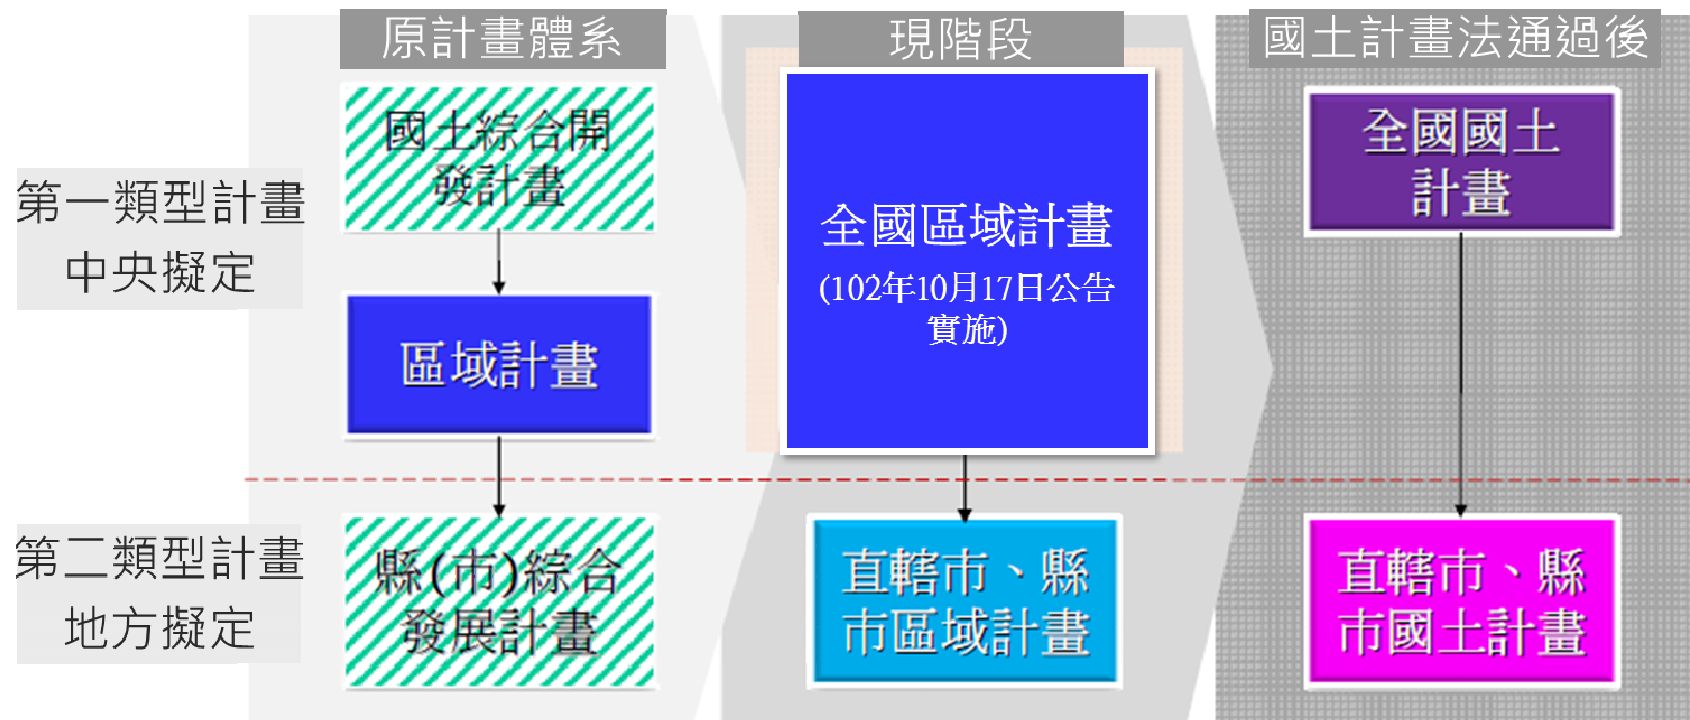 原計畫體系
現階段
國土計畫法通過後
第一類型計畫
中央擬定
國土綜合開
發計畫
區域計畫
全國區域計畫
(102年10月17日公告
實施)
全國國土
計畫
第二類型計畫
地方擬定
縣(市)綜合
發展計畫
直轄市、縣
市區域計畫
直轄市、縣
市國土計畫